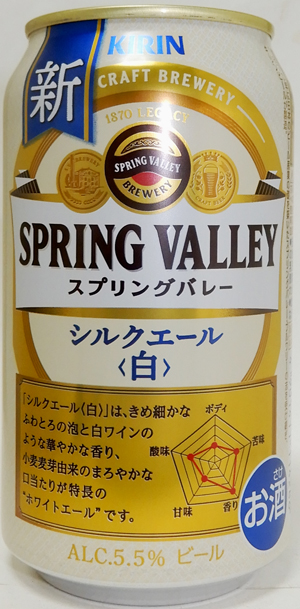 新
KIRIN
CRAFT BREWERY
1870 LEGACY
SPRING VALLEY
BREWERY
SPRING VALLEY
スプリングバレー
シルクエール
〈白〉
「シルクエール〈白〉」は、きめ細かな
ふわとろの泡と白ワインの
ような華やかな香り、
小麦麦芽由来のまろやかな
口当たりが特長の
“ホワイトエール”です。
ボディ
酸味
苦味
甘味
香り
さけ
お酒
ALC.5.5% ビール